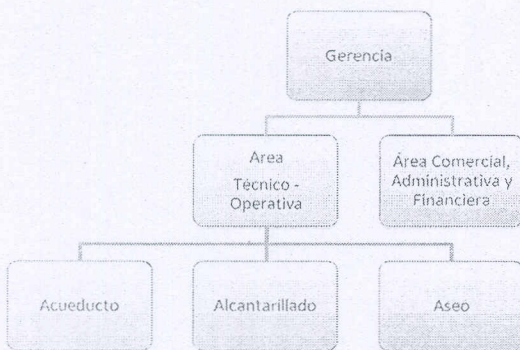 Gerencia
Area
Técnico -
Operativa
Área Comercial,
Administrativa y
Financiera
Acueducto
Alcantarillado
Aseo